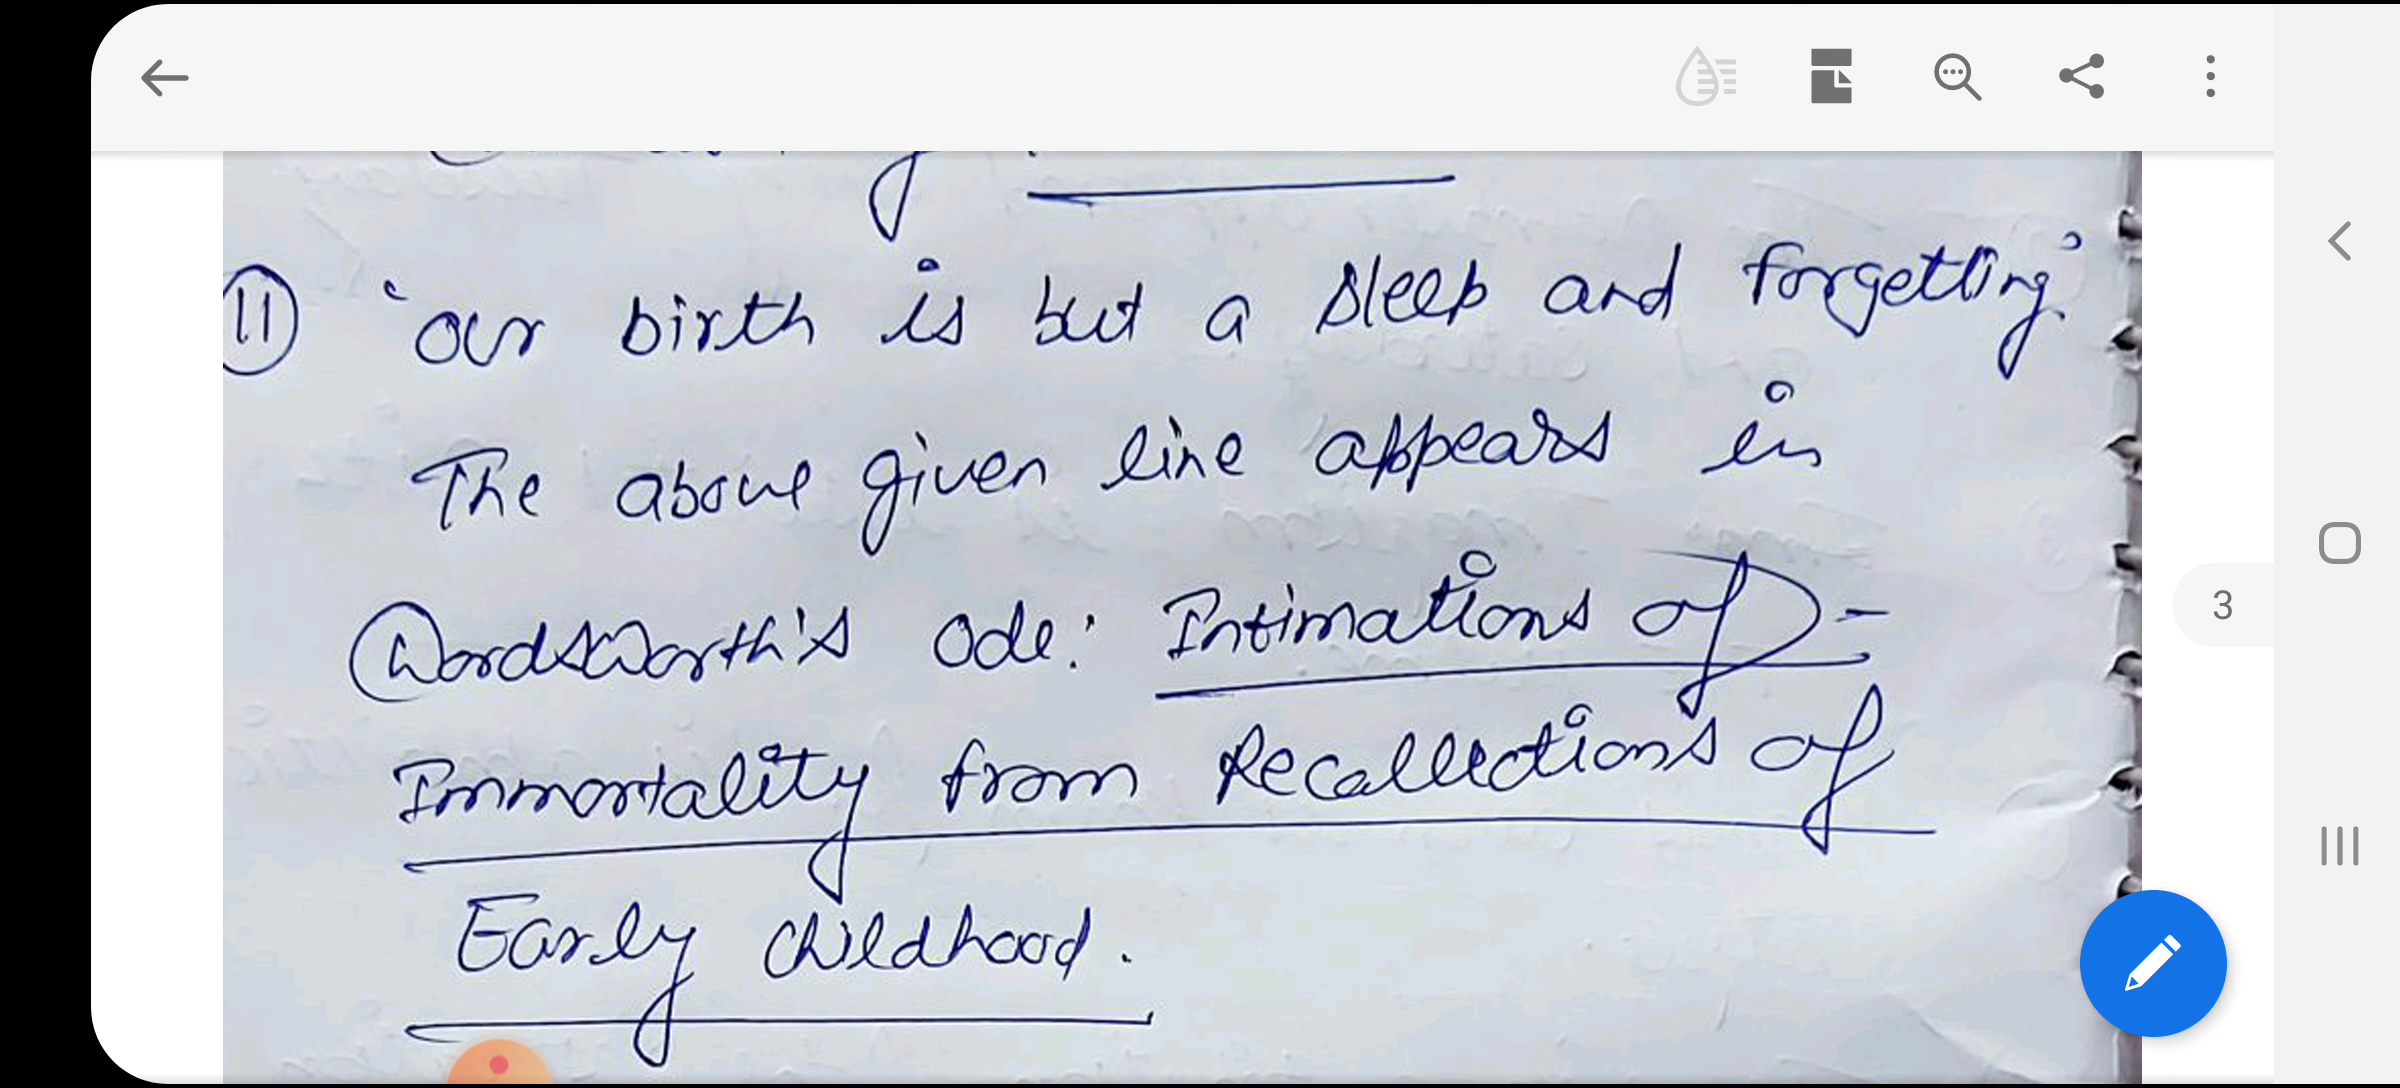 11 'our birth is but a sleep and forgetting'
The above given line appears in
Wordsworth's Ode: Intimations of -
Immortality from Recollections of
Early childhood.
3